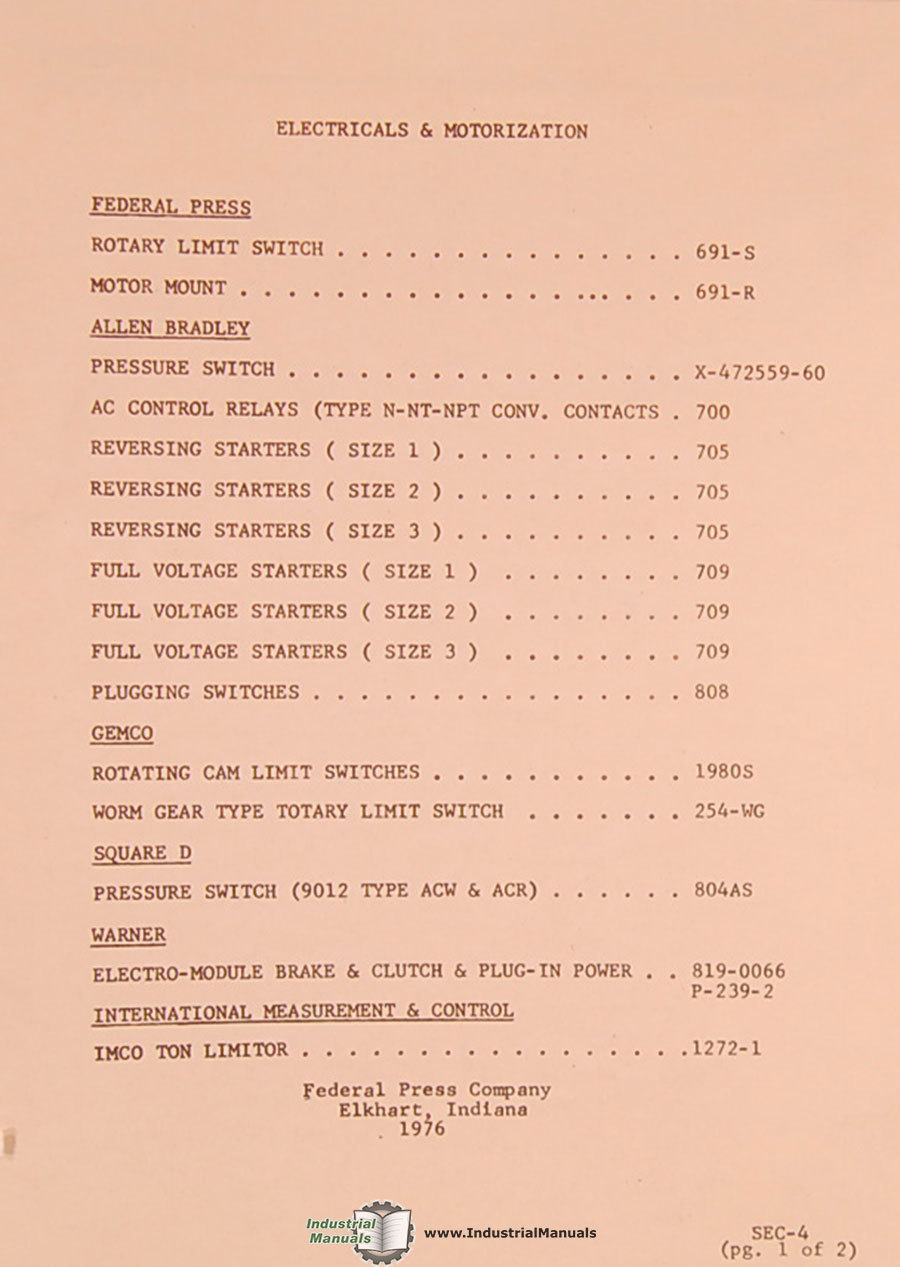 ELECTRICALS & MOTORIZATION
FEDERAL PRESS
ROTARY LIMIT SWITCH . . . . . . . . . . . . . . . 691-S
MOTOR MOUNT . . . . . . . . . . . . . . . ... . . . 691-R
ALLEN BRADLEY
PRESSURE SWITCH . . . . . . . . . . . . . . . . . X-472559-60
AC CONTROL RELAYS (TYPE N-NT-NPT CONV. CONTACTS . 700
REVERSING STARTERS ( SIZE 1 ) . . . . . . . . . . 705
REVERSING STARTERS ( SIZE 2 ) . . . . . . . . . . 705
REVERSING STARTERS ( SIZE 3 ) . . . . . . . . . . 705
FULL VOLTAGE STARTERS ( SIZE 1 ) . . . . . . . . 709
FULL VOLTAGE STARTERS ( SIZE 2 ) . . . . . . . . 709
FULL VOLTAGE STARTERS ( SIZE 3 ) . . . . . . . . 709
PLUGGING SWITCHES . . . . . . . . . . . . . . . . 808
GEMCO
ROTATING CAM LIMIT SWITCHES . . . . . . . . . . . 1980S
WORM GEAR TYPE TOTARY LIMIT SWITCH . . . . . . . 254-WG
SQUARE D
PRESSURE SWITCH (9012 TYPE ACW & ACR) . . . . . . 804AS
WARNER
ELECTRO-MODULE BRAKE & CLUTCH & PLUG-IN POWER . . 819-0066
P-239-2
INTERNATIONAL MEASUREMENT & CONTROL
IMCO TON LIMITOR . . . . . . . . . . . . . . . . .1272-1
Federal Press Company
Elkhart, Indiana
1976
Industrial
Manuals
www.IndustrialManuals
SEC-4
(pg. 1 of 2)